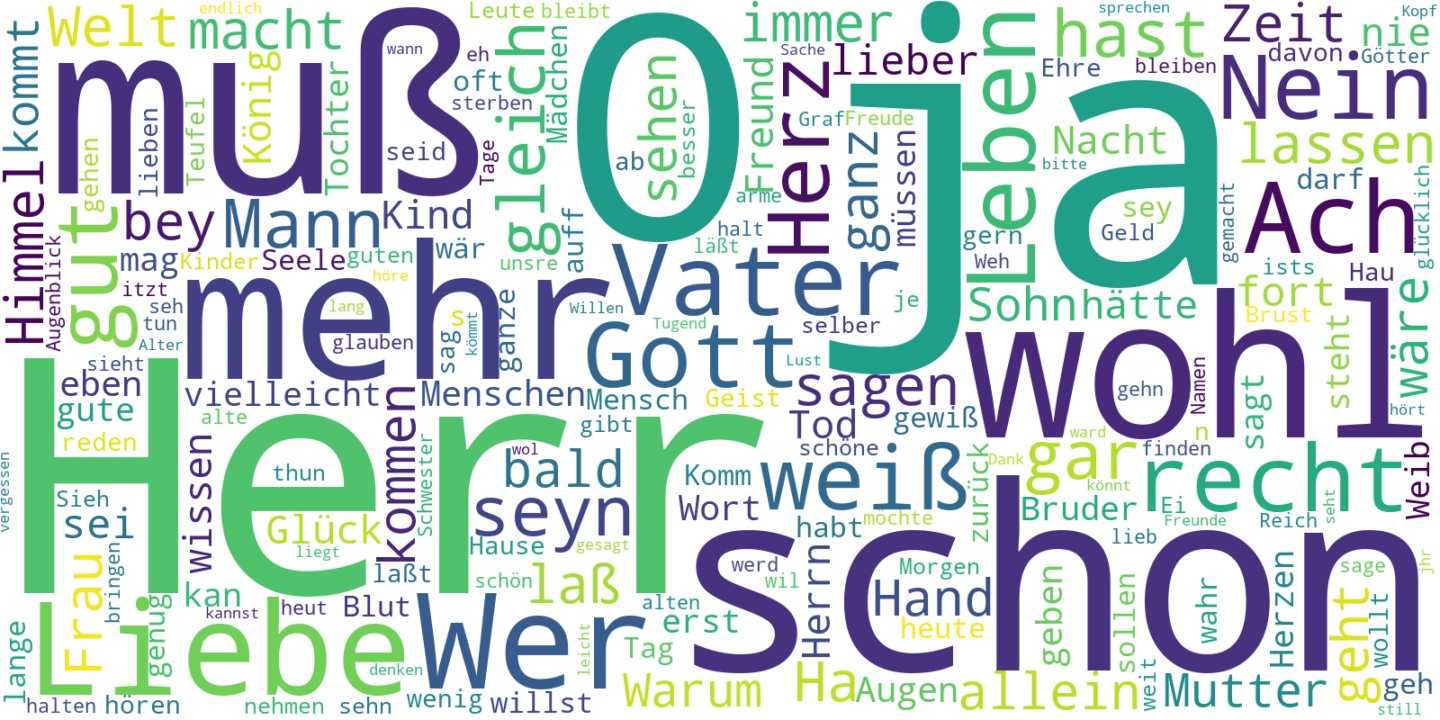 endlich
Leute bleibt
sprechen
Kopf
Welt macht
wann
muß
O
ja
immer
hast
Zeit
nie
kommt
König
Tochter
Teufel
lieben
gehen
eh
oft
sterben
seid
Tage
gleich
Mädchen
sehen
ab
besser
Freund
Sache
lieber
Herz
Graf
Freude
ganz
müssen
arme
Leben
Ehre
bleiben
davon
Götter
Nein
Nacht
bitte
lassen
darf
Himmel
gut
bey
Mann
Kind
auff
halt
läßt
sey
Geld
gern
Weh
gemacht
Ach
glücklich
Augenblick
mag
Kinder
Seele
guten
wär
unsre
höre
itzt
seh
tun
Alter
mehr
lang
glauben
sag
s
kömmt
ganze
Willen
Vater
Tugend
je
selber
Gott
Lust
Sohn
hätte
ists
Hau
fort
Brust
steht
wäre
sieht
eben
gute
reden
vielleicht
Menschen
Mensch
Geist
sagen
wohl
gehn
Namen
hört
alte
gibt
Tod
gewiß
schöne
ward
n
finden
sagt
Weib
vergessen
Herr
thun
wissen
kommen
Schwester
wol
bald
Komm
weiß
zurück
Dank
gar
könnt
recht
Sieh
sei
Glück
liegt
seyn
Wort
habt
möchte
Bruder
Ei
Freunde
Reich
seht
Hause
gesagt
schon
lieb
Frau
bringen
kan
laßt
schön
laß
werd
wil
Herrn
Morgen
Hand
heute
geben
sollen
wahr
Herzen
sage
jhr
lange
Liebe
genug
kannst
heut
Blut
Wer
leicht
alten
erst
geht
wollt
denken
Tag
halten
hören
nehmen
sehn
wenig
willst
Warum
Ha
Augen
allein
weit
Mutter
geh
still